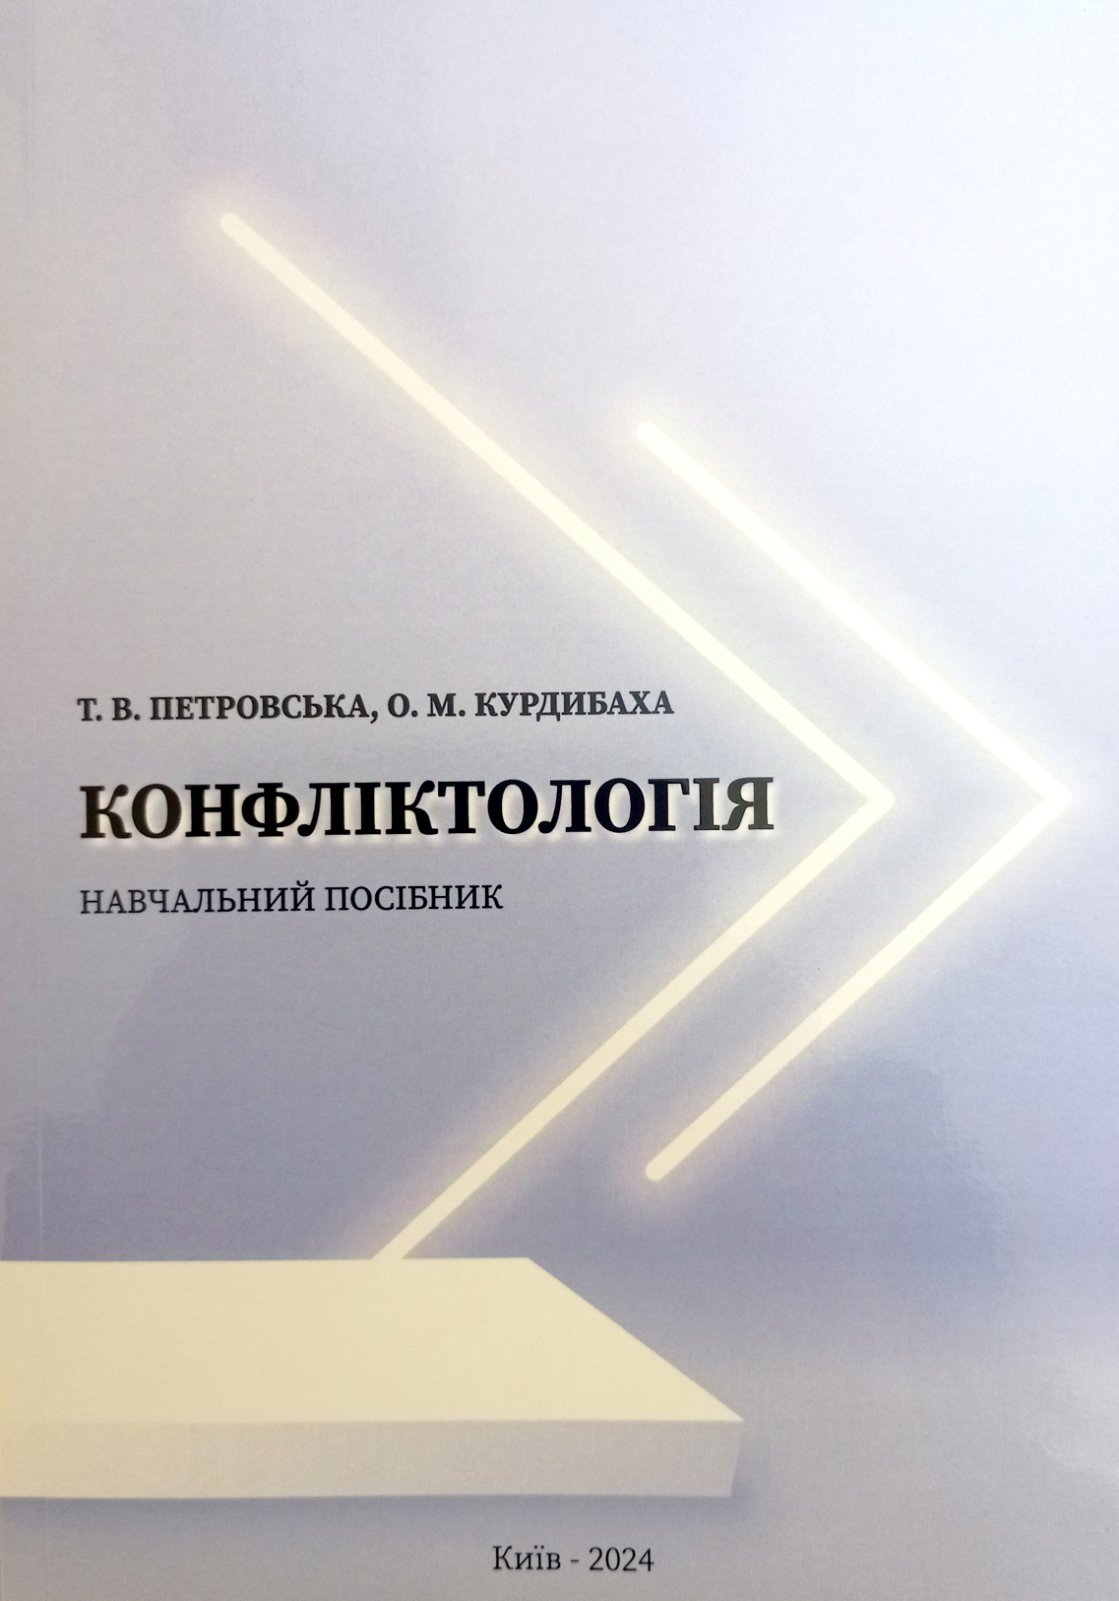 Т. В. ПЕТРОВСЬКА, О. М. КУРДИБАХА
КОНФЛІКТОЛОГІЯ
НАВЧАЛЬНИЙ ПОСІБНИК
Київ - 2024